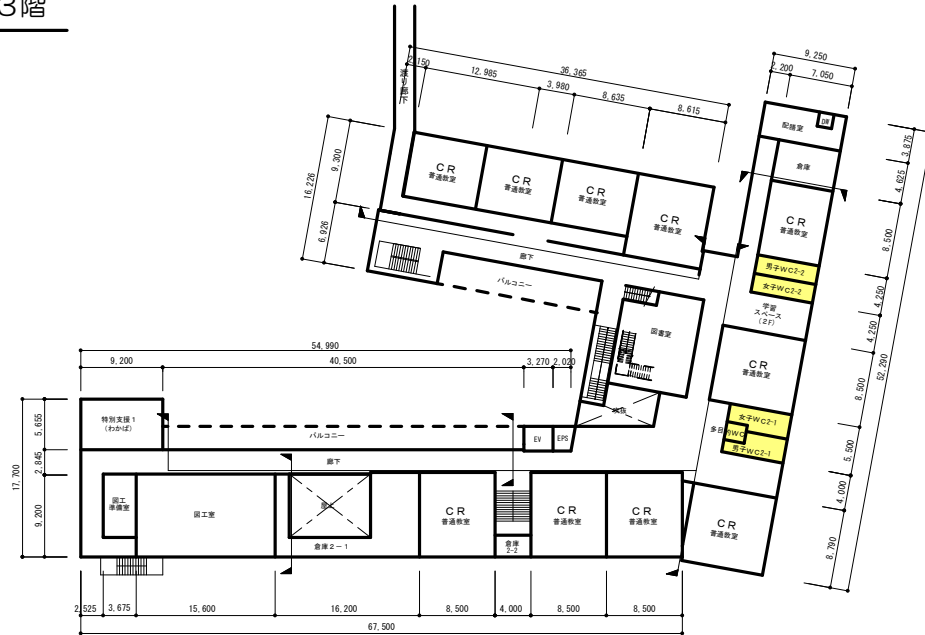 3階
9,250
2,200
7,050
36,365
2,150
12,985
3,980
8,635
8,615
渡り廊下
配膳室
DW
倉庫
3,875
4,625
8,500
4,250
4,250
8,500
5,500
4,000
8,790
52,290
16,226
9,300
6,926
CR
普通教室
CR
普通教室
CR
普通教室
CR
普通教室
CR
普通教室
男子WC2-2
女子WC2-2
学習
スペース
(2F)
廊下
バルコニー
図書室
CR
普通教室
女子WC2-1
男子WC2-1
CR
普通教室
54,990
9,200
40,500
3,270
2,020
特別支援1
(わかば)
バルコニー
EV
EPS
廊下
17,700
5,655
2,845
9,200
図工
準備室
図工室
倉庫2-1
CR
普通教室
倉庫
2-2
CR
普通教室
CR
普通教室
2,525
3,675
15,600
16,200
8,500
4,000
8,500
8,500
67,500